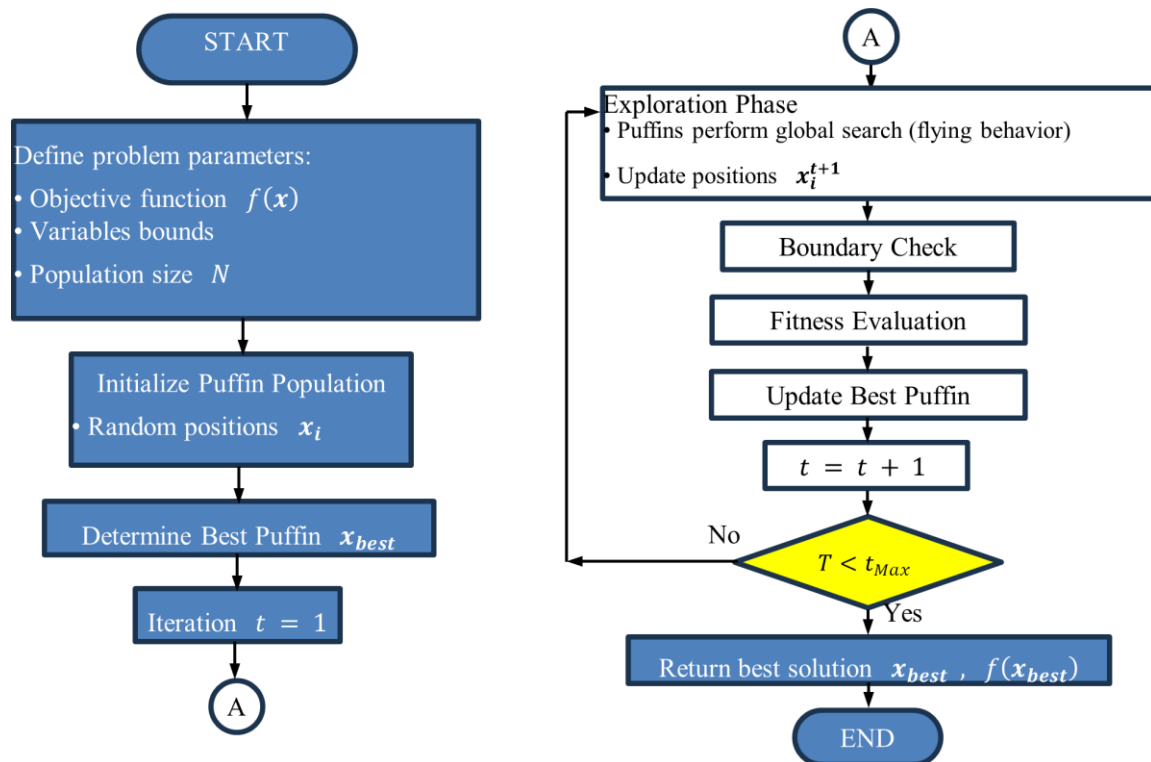 START
Define problem parameters:
• Objective function f(x)
• Variables bounds
• Population size N
Initialize Puffin Population
• Random positions x_i
Determine Best Puffin x_best
Iteration t = 1
A
A
Exploration Phase
• Puffins perform global search (flying behavior)
• Update positions x_i^{t+1}
Boundary Check
Fitness Evaluation
Update Best Puffin
t = t + 1
No
T < t_Max
Yes
Return best solution x_best , f(x_best)
END